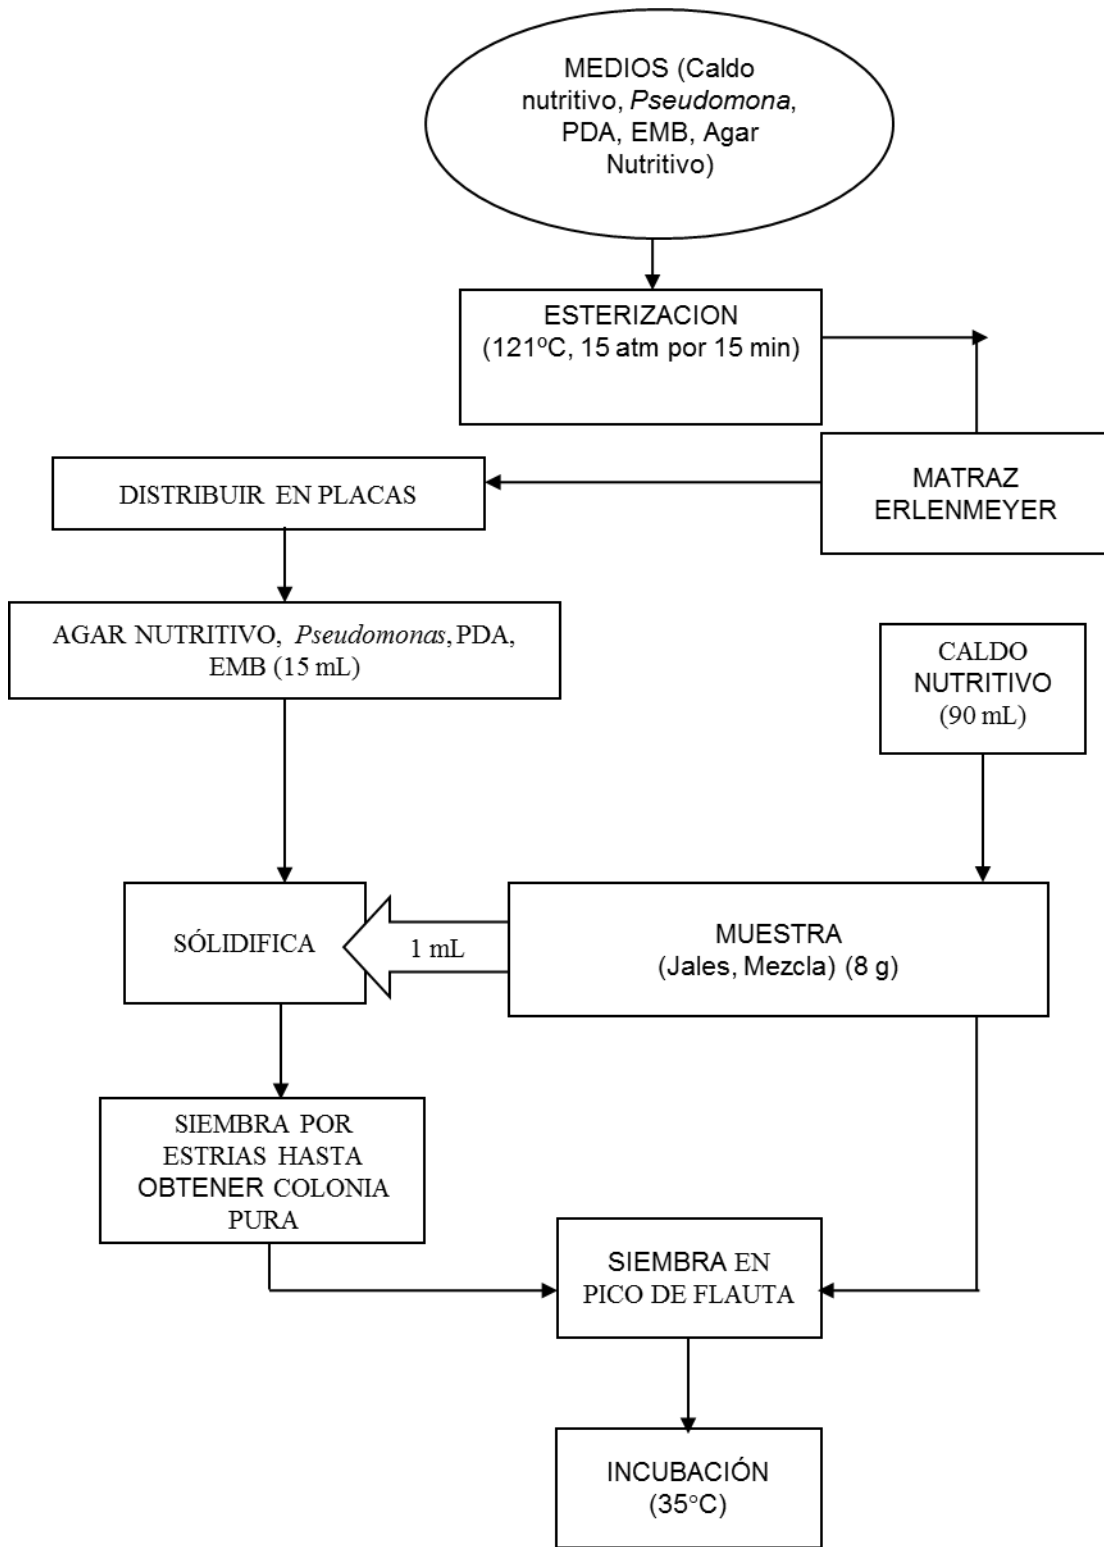 MEDIOS (Caldo
nutritivo, Pseudomona,
PDA, EMB, Agar
Nutritivo)
ESTERIZACION
(121ºC, 15 atm por 15 min)
MATRAZ
ERLENMEYER
DISTRIBUIR EN PLACAS
AGAR NUTRITIVO, Pseudomonas, PDA,
EMB (15 mL)
CALDO
NUTRITIVO
(90 mL)
SÓLIDIFICA
1 mL
MUESTRA
(Jales, Mezcla) (8 g)
SIEMBRA POR
ESTRIAS HASTA
OBTENER COLONIA
PURA
SIEMBRA EN
PICO DE FLAUTA
INCUBACIÓN
(35°C)